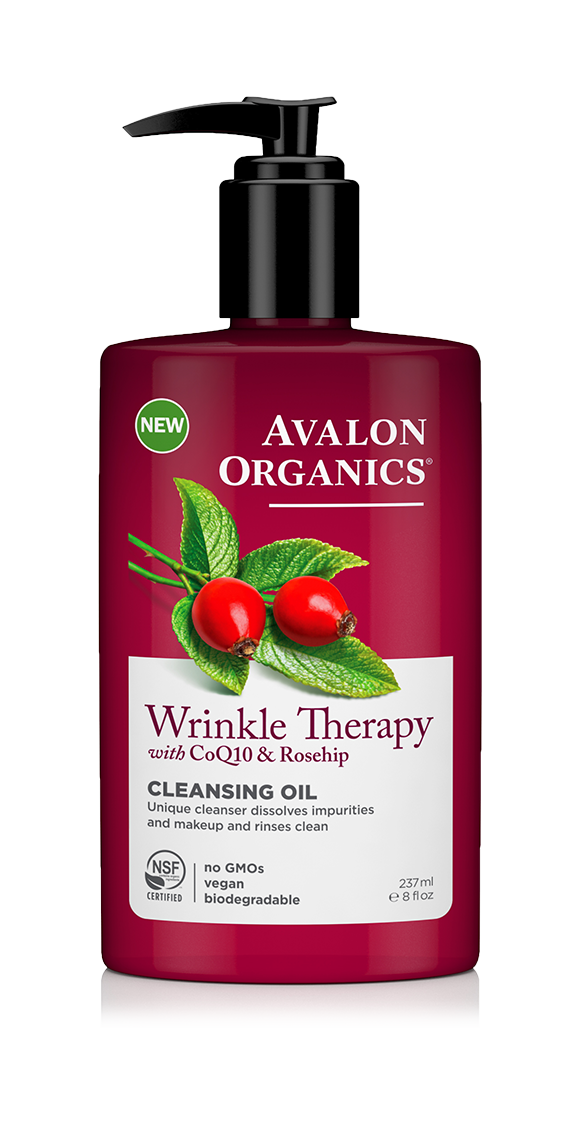 NEW
AVALON
ORGANICS®
Wrinkle Therapy
with CoQ10 & Rosehip
CLEANSING OIL
Unique cleanser dissolves impurities
and makeup and rinses clean
NSF
CERTIFIED
no GMOs
vegan
biodegradable
237ml
℮ 8 fl oz